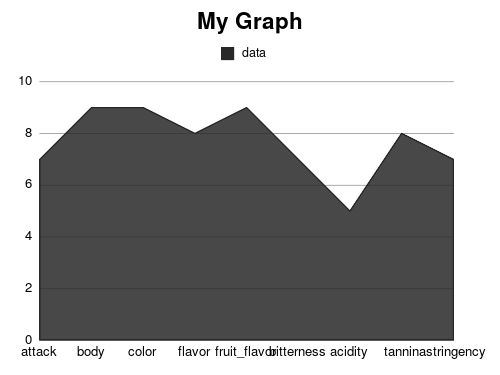 My Graph
data
10
8
6
4
2
0
attack body color flavor fruit_flavor bitterness acidity tannin astringency